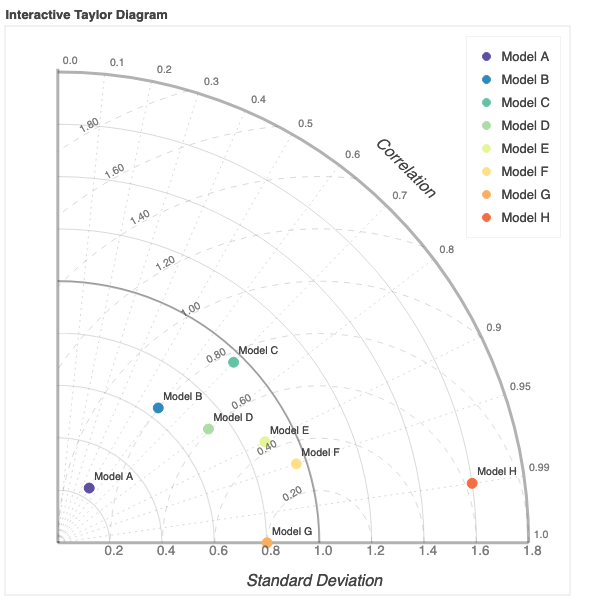 Interactive Taylor Diagram
0.0
0.1
0.2
0.3
0.4
0.5
0.6
0.7
0.8
0.9
0.95
0.99
1.0
Correlation
Model A
Model B
Model C
Model D
Model E
Model F
Model G
Model H
1.80
1.60
1.40
1.20
1.00
0.80
0.60
0.40
0.20
Model C
Model B
Model D
Model E
Model F
Model A
Model H
Model G
0.2
0.4
0.6
0.8
1.0
1.2
1.4
1.6
1.8
Standard Deviation